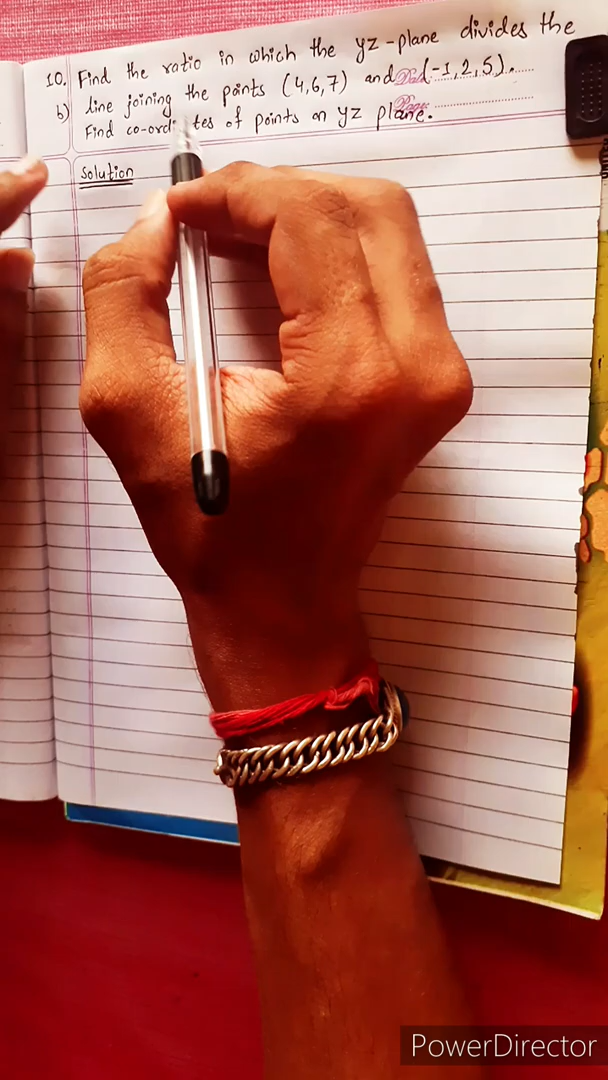 10. Find the ratio in which the yz-plane divides the
b) line joining the points (4,6,7) and (-1,2,5).
Find co-ordi tes of points on yz plane.
Solution
PowerDirector